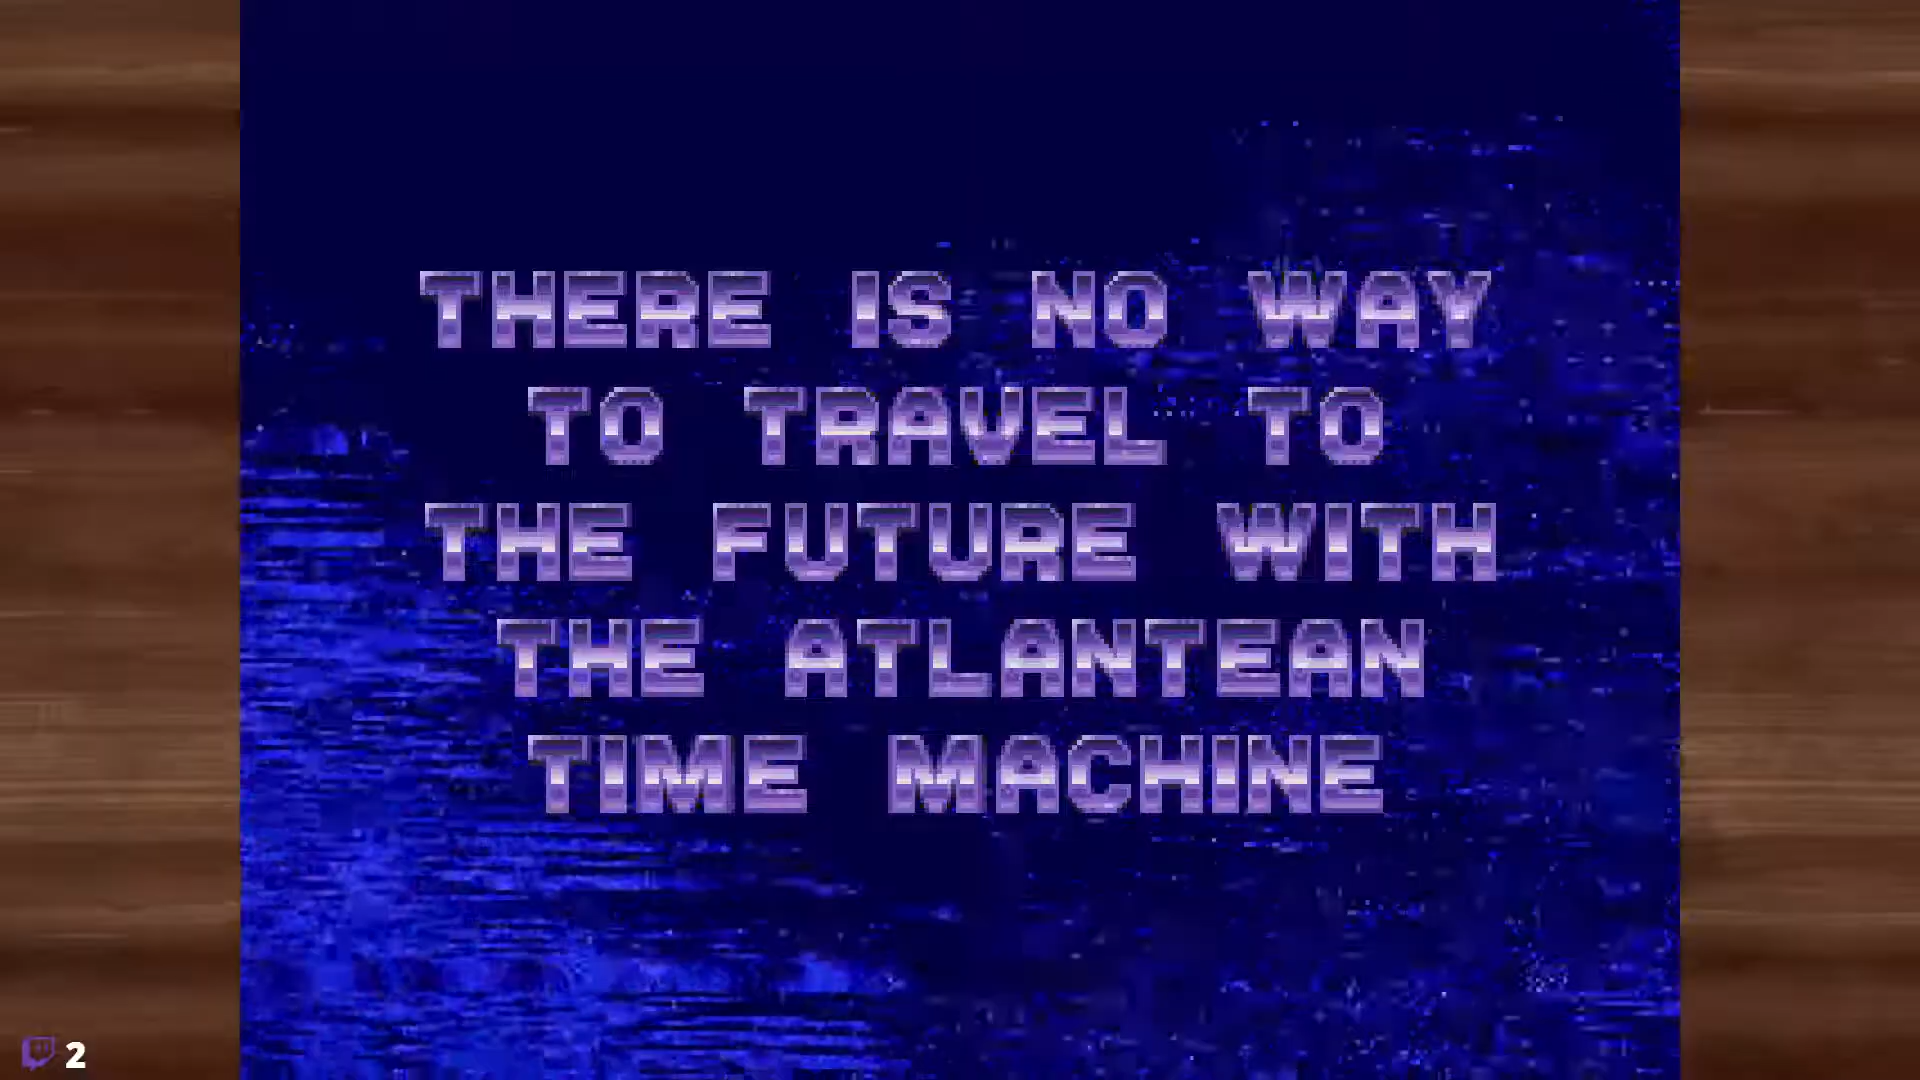 THERE IS NO WAY
TO TRAVEL TO
THE FUTURE WITH
THE ATLANTEAN
TIME MACHINE
2